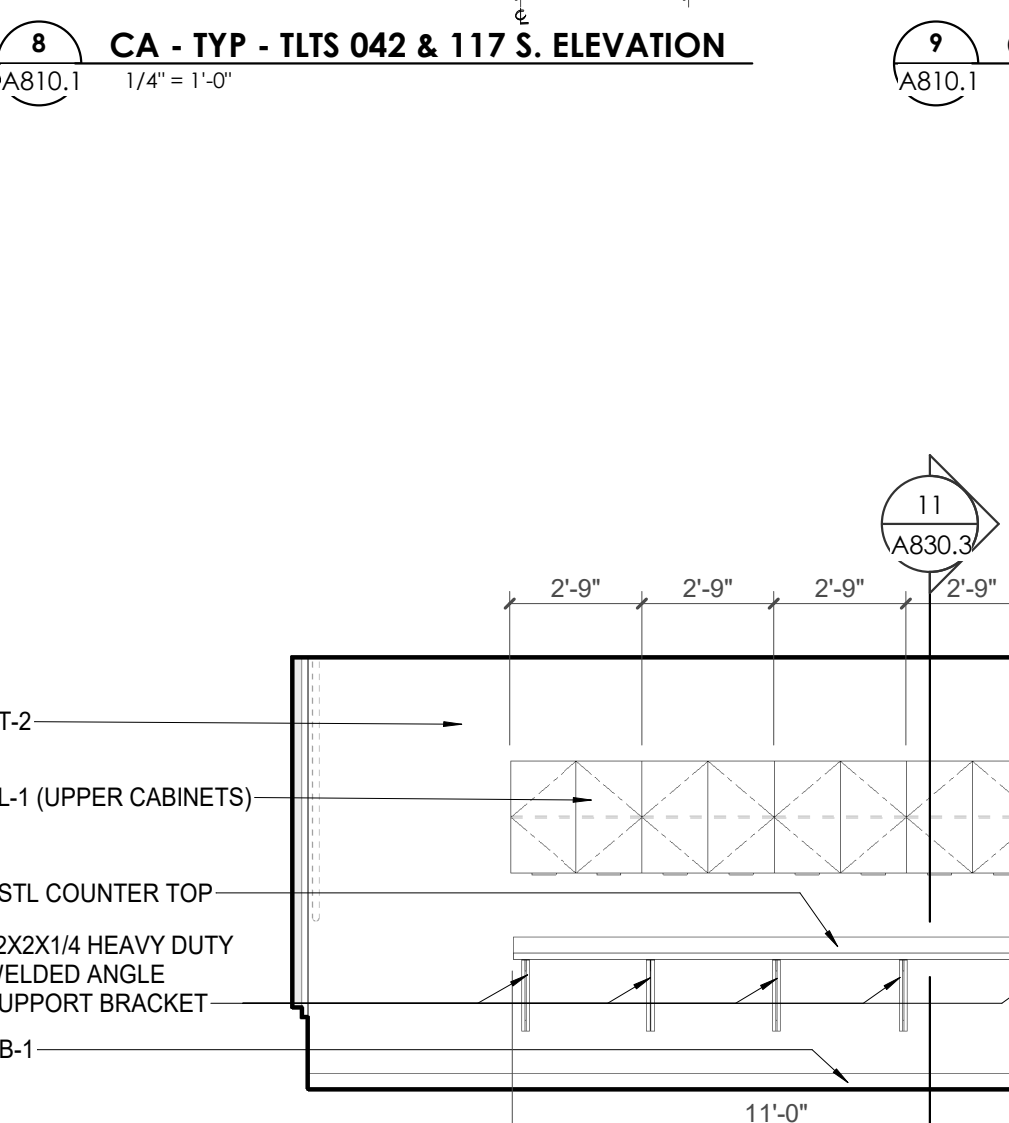 8
CA - TYP - TLTS 042 & 117 S. ELEVATION
A810.1
1/4" = 1'-0"
9
A810.1
11
A830.3
2'-9" 2'-9" 2'-9" 2'-9"
T-2
L-1 (UPPER CABINETS)
STL COUNTER TOP
2X2X1/4 HEAVY DUTY
ELDED ANGLE
UPPORT BRACKET
B-1
11'-0"